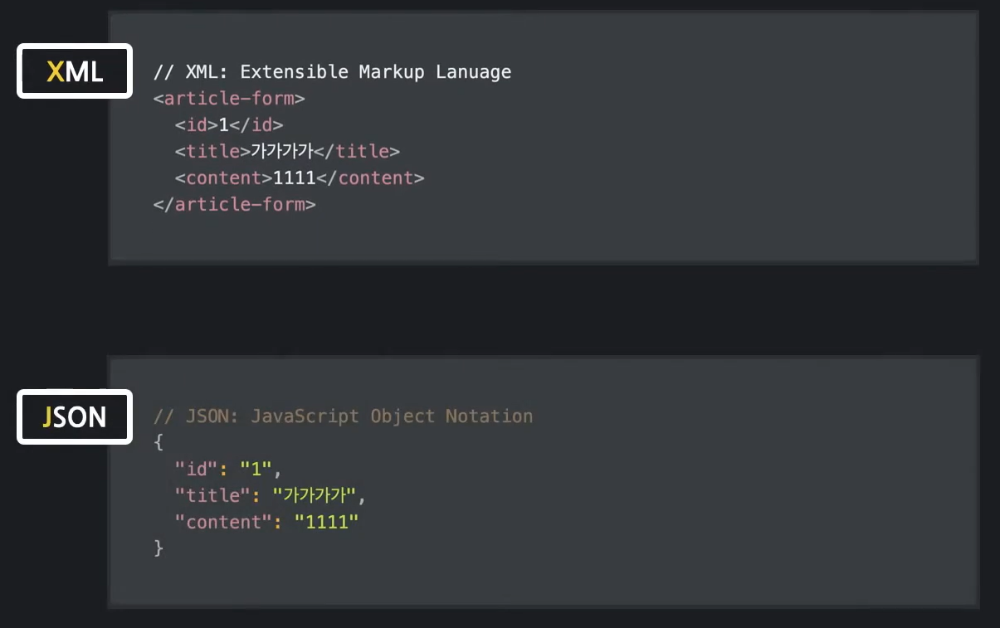 XML
// XML: Extensible Markup Lanuage
<article-form>
  <id>1</id>
  <title>가가가가</title>
  <content>1111</content>
</article-form>
JSON
// JSON: JavaScript Object Notation
{
  "id": "1",
  "title": "가가가가",
  "content": "1111"
}